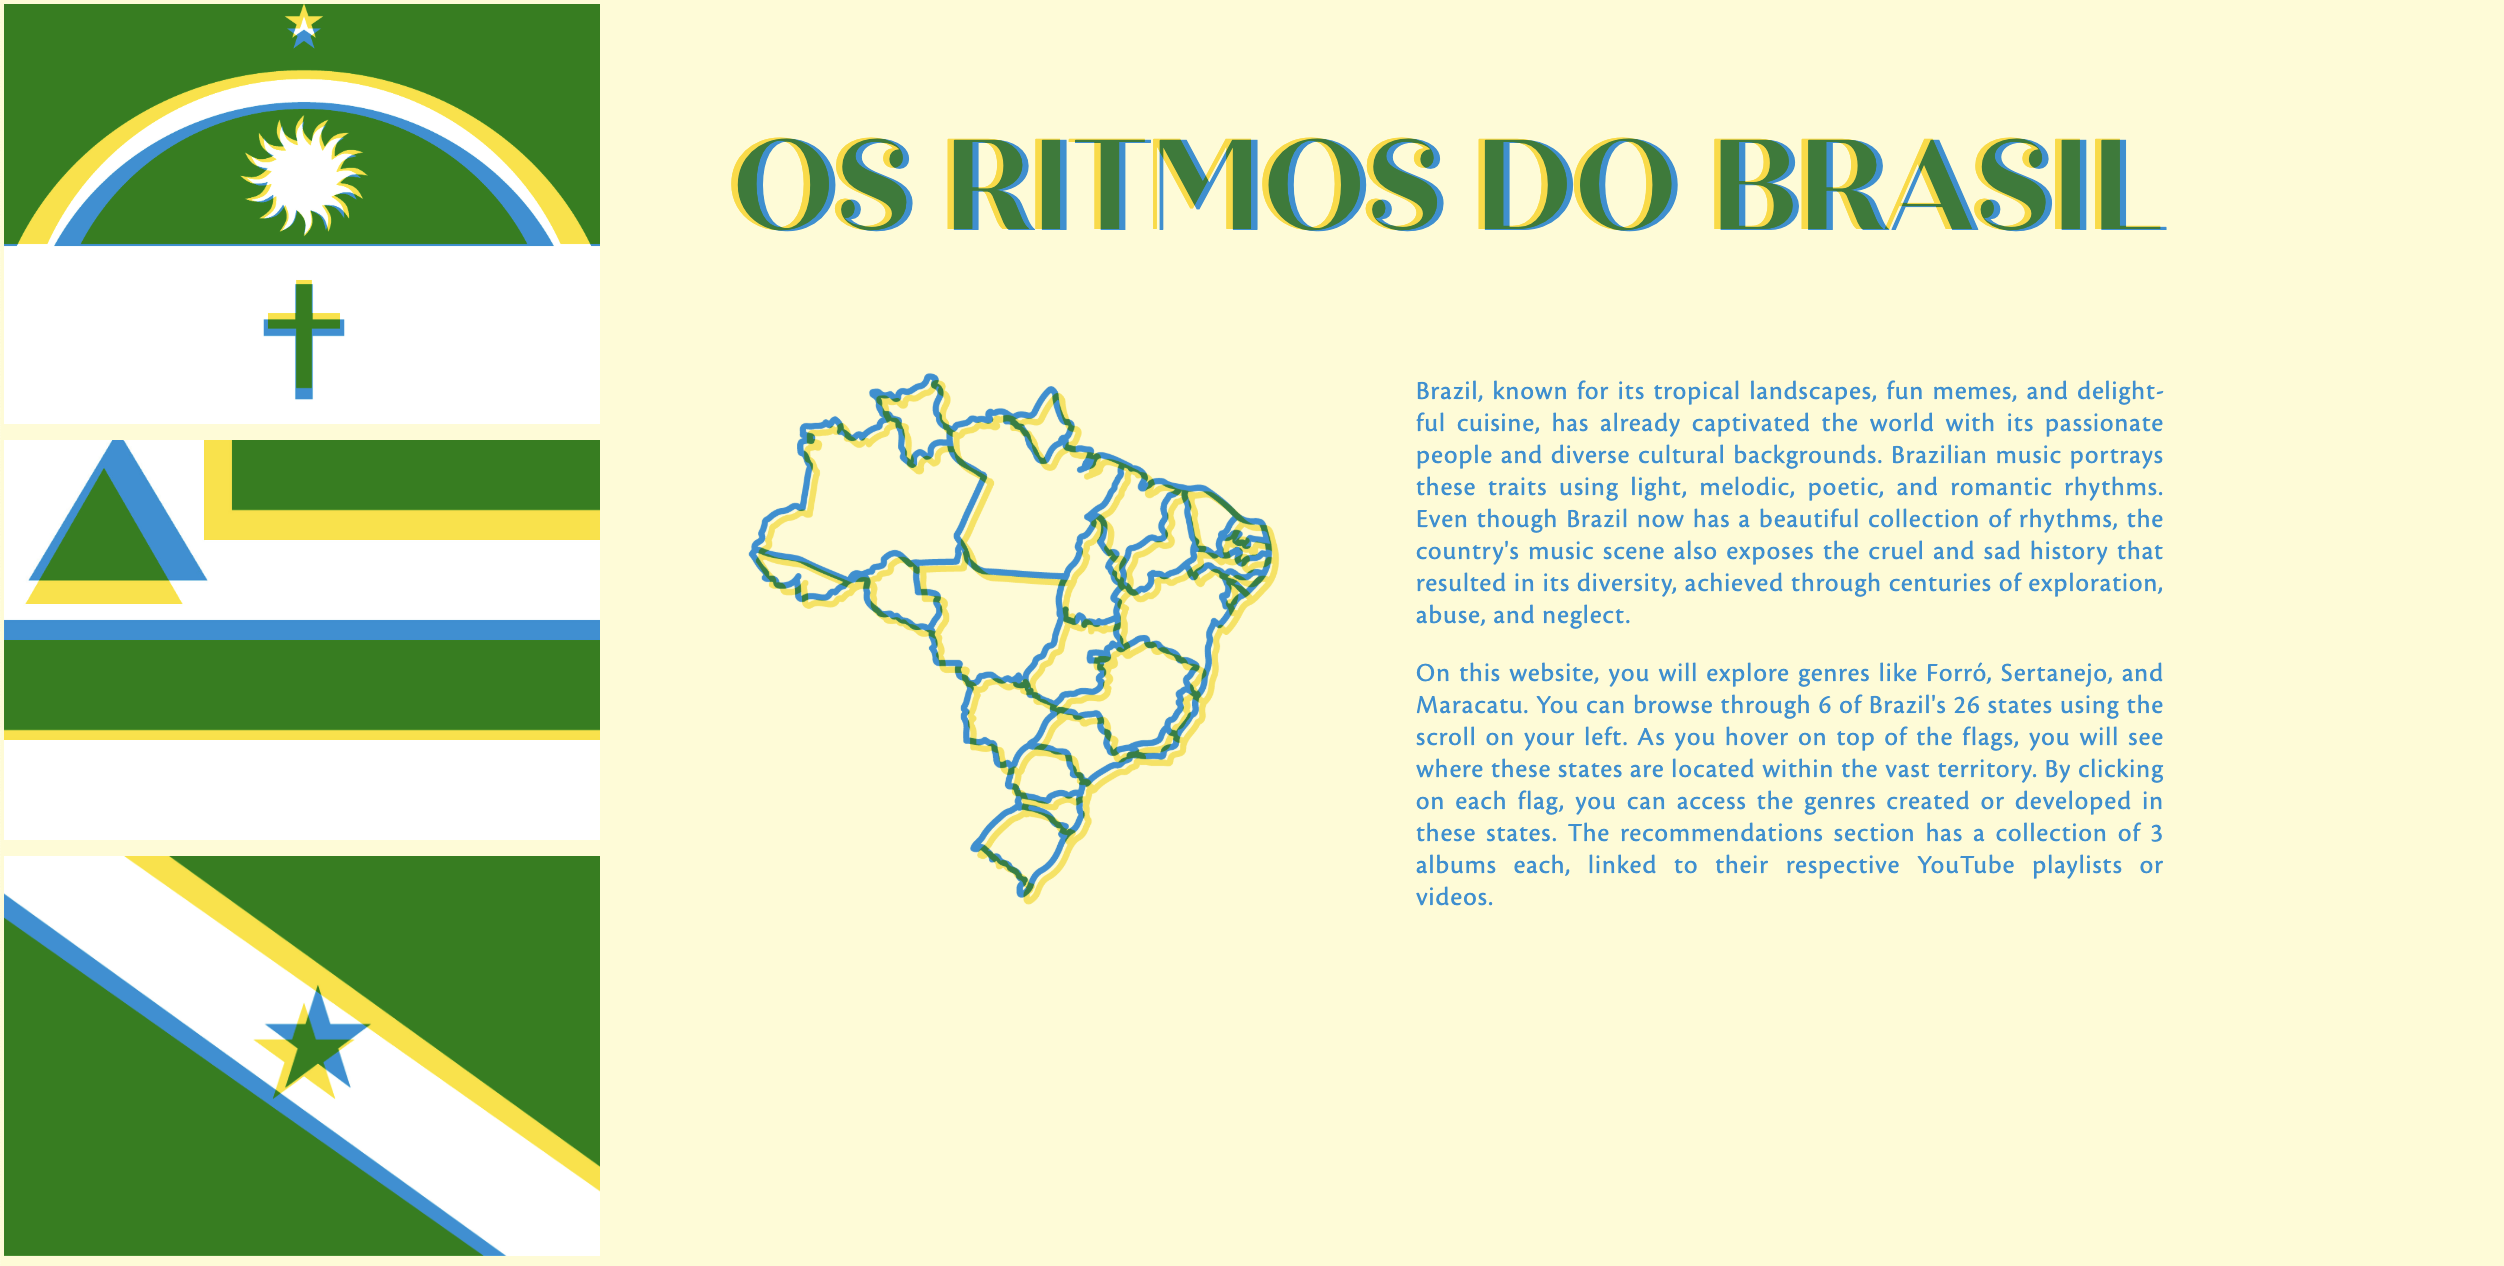 OS RITMOS DO BRASIL
Brazil, known for its tropical landscapes, fun memes, and delight-
ful cuisine, has already captivated the world with its passionate
people and diverse cultural backgrounds. Brazilian music portrays
these traits using light, melodic, poetic, and romantic rhythms.
Even though Brazil now has a beautiful collection of rhythms, the
country's music scene also exposes the cruel and sad history that
resulted in its diversity, achieved through centuries of exploration,
abuse, and neglect.
On this website, you will explore genres like Forró, Sertanejo, and
Maracatu. You can browse through 6 of Brazil's 26 states using the
scroll on your left. As you hover on top of the flags, you will see
where these states are located within the vast territory. By clicking
on each flag, you can access the genres created or developed in
these states. The recommendations section has a collection of 3
albums each, linked to their respective YouTube playlists or
videos.